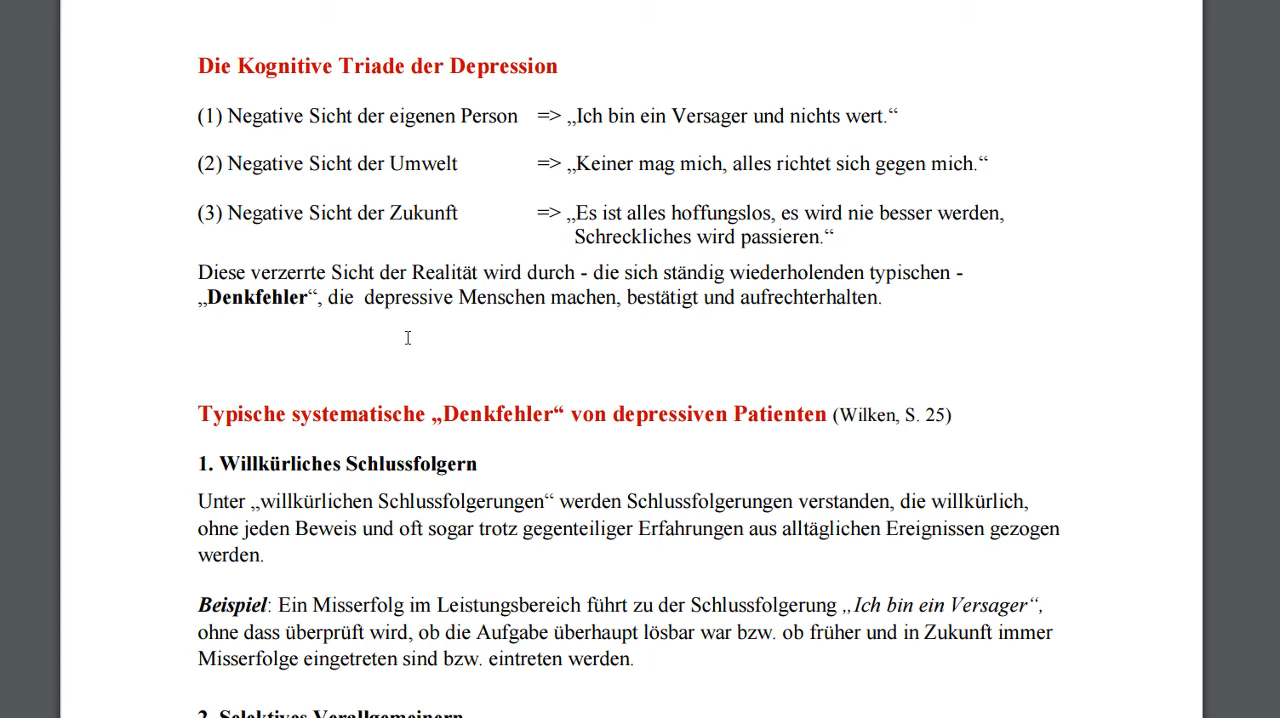 Die Kognitive Triade der Depression
(1) Negative Sicht der eigenen Person => „Ich bin ein Versager und nichts wert.“
(2) Negative Sicht der Umwelt => „Keiner mag mich, alles richtet sich gegen mich.“
(3) Negative Sicht der Zukunft => „Es ist alles hoffungslos, es wird nie besser werden,
Schreckliches wird passieren.“
Diese verzerrte Sicht der Realität wird durch - die sich ständig wiederholenden typischen -
„Denkfehler“, die depressive Menschen machen, bestätigt und aufrechterhalten.
Typische systematische „Denkfehler“ von depressiven Patienten (Wilken, S. 25)
1. Willkürliches Schlussfolgern
Unter „willkürlichen Schlussfolgerungen“ werden Schlussfolgerungen verstanden, die willkürlich,
ohne jeden Beweis und oft sogar trotz gegenteiliger Erfahrungen aus alltäglichen Ereignissen gezogen
werden.
Beispiel: Ein Misserfolg im Leistungsbereich führt zu der Schlussfolgerung „Ich bin ein Versager“,
ohne dass überprüft wird, ob die Aufgabe überhaupt lösbar war bzw. ob früher und in Zukunft immer
Misserfolge eingetreten sind bzw. eintreten werden.
2. Selektives Verallgemeinern